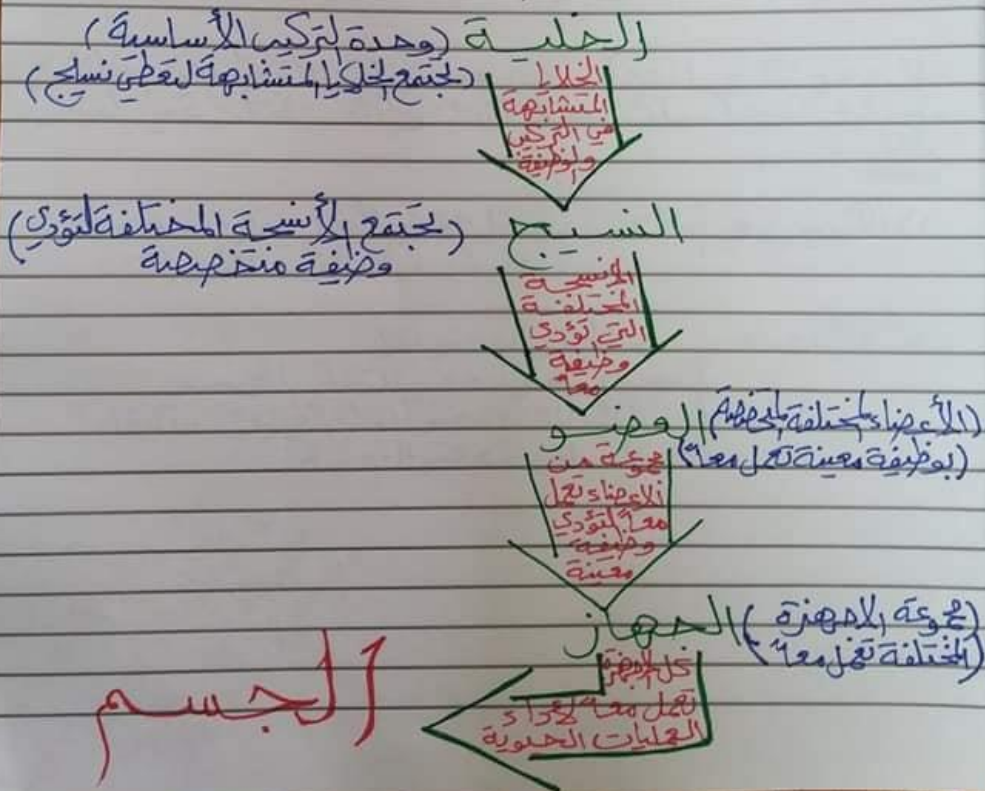 الخلية (وحدة لتركيب الأساسية)
(تجتمع الخلايا المتشابهة لتعطي نسيج)
الخلايا
المتشابهة
في التركيب
والوظيفة
النسيج (تجتمع الأنسجة المختلفة لتؤدي
وظيفة متخصصة)
الأنسجة
المختلفة
التي تؤدي
وظيفة
معاً
العضو (الأعضاء المختلفة المتخصصة)
(بوظيفة معينة تعمل معاً)
مجموعة من
الأعضاء تعمل
معاً لتؤدي
وظيفة
معينة
الجهاز (مجموعة الأجهزة)
(المختلفة تعمل معاً)
كل الأجهزة
تعمل معاً لأداء
العمليات الحيوية
الجسم